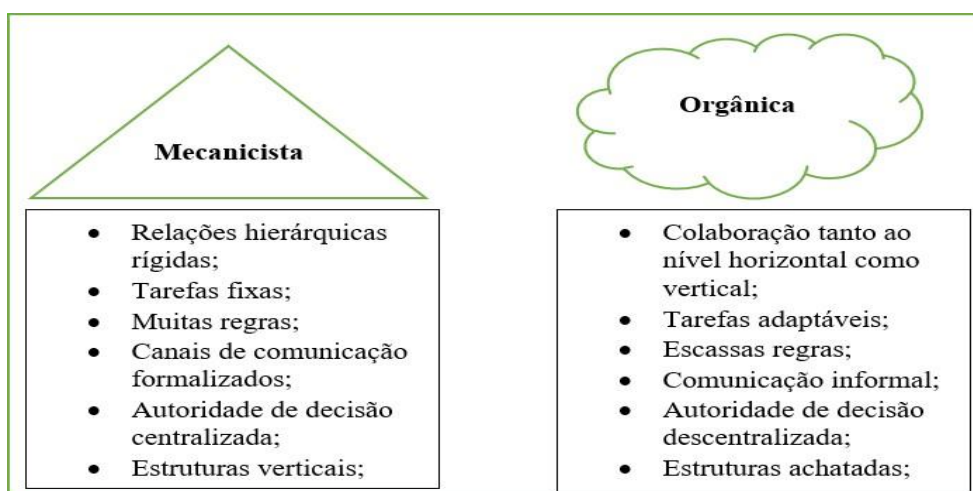 Mecanicista
• Relações hierárquicas
rígidas;
• Tarefas fixas;
• Muitas regras;
• Canais de comunicação
formalizados;
• Autoridade de decisão
centralizada;
• Estruturas verticais;
Orgânica
• Colaboração tanto ao
nível horizontal como
vertical;
• Tarefas adaptáveis;
• Escassas regras;
• Comunicação informal;
• Autoridade de decisão
descentralizada;
• Estruturas achatadas;